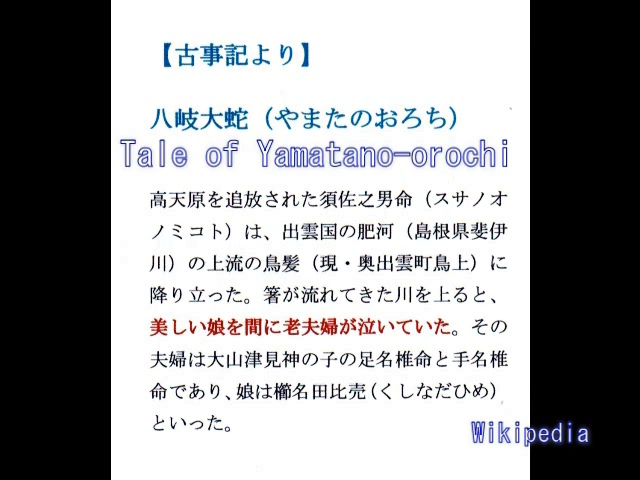 【古事記より】
八岐大蛇（やまたのおろち）
Tale of Yamatano-orochi
高天原を追放された須佐之男命（スサノオ
ノミコト）は、出雲国の肥河（島根県斐伊
川）の上流の鳥髪（現・奥出雲町鳥上）に
降り立った。箸が流れてきた川を上ると、
美しい娘を間に老夫婦が泣いていた。その
夫婦は大山津見神の子の足名椎命と手名椎
命であり、娘は櫛名田比売（くしなだひめ）
といった。
Wikipedia